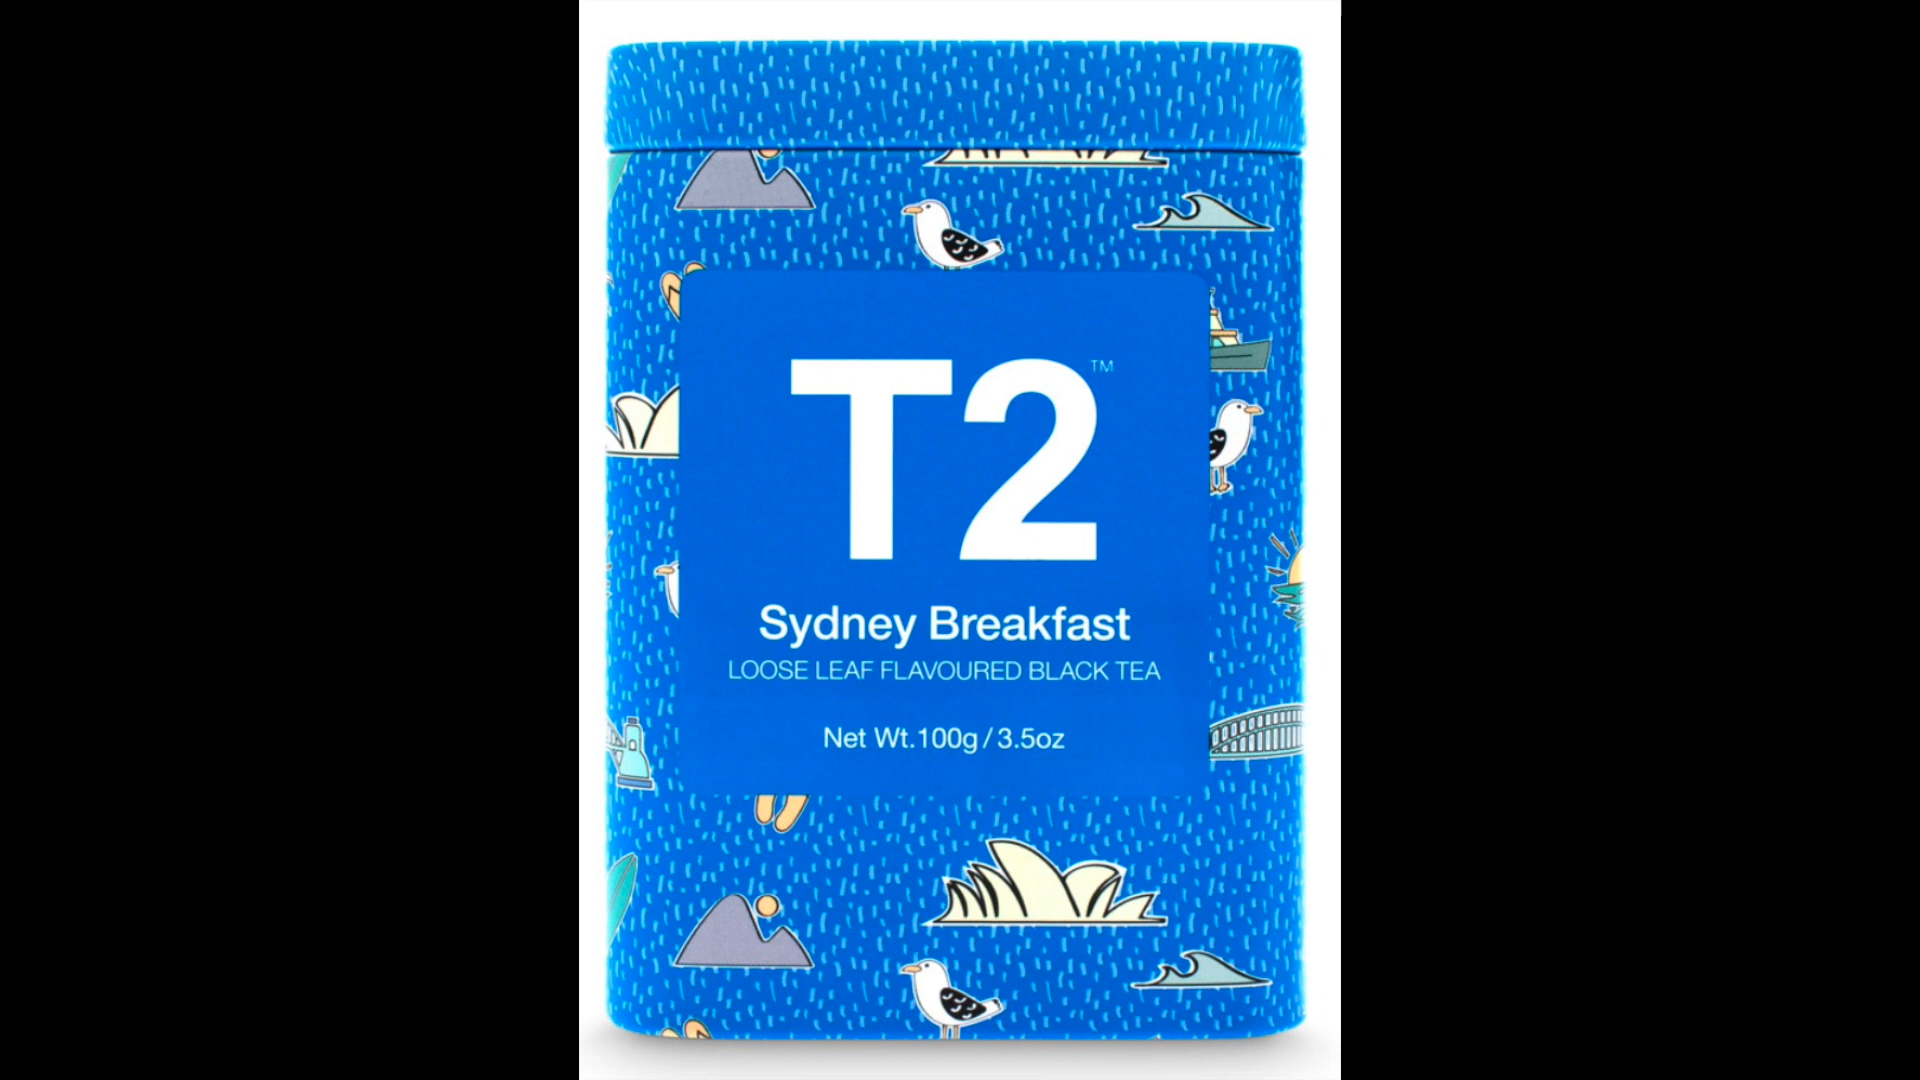 T2™
Sydney Breakfast
LOOSE LEAF FLAVOURED BLACK TEA
Net Wt.100g/3.5oz